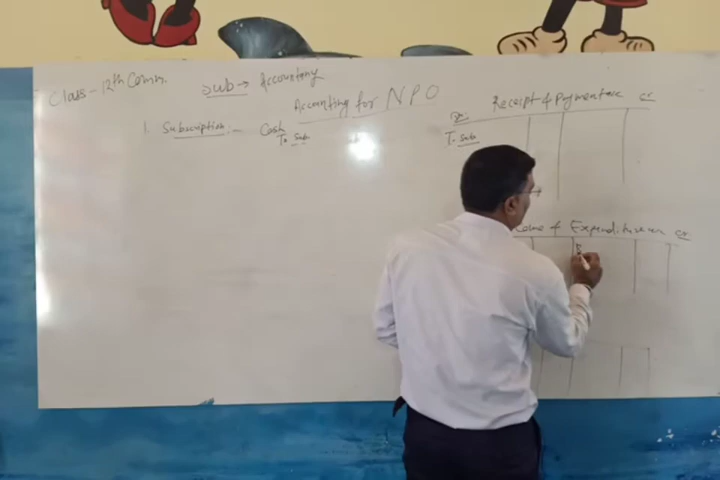 Class - 12th Comm.
Sub → Accountancy
Accounting for NPO
1. Subscription :- Cash
To Sub
Receipt & Payment a/c cr
Dr.
T. Sub
come & Expenditure a/c cr